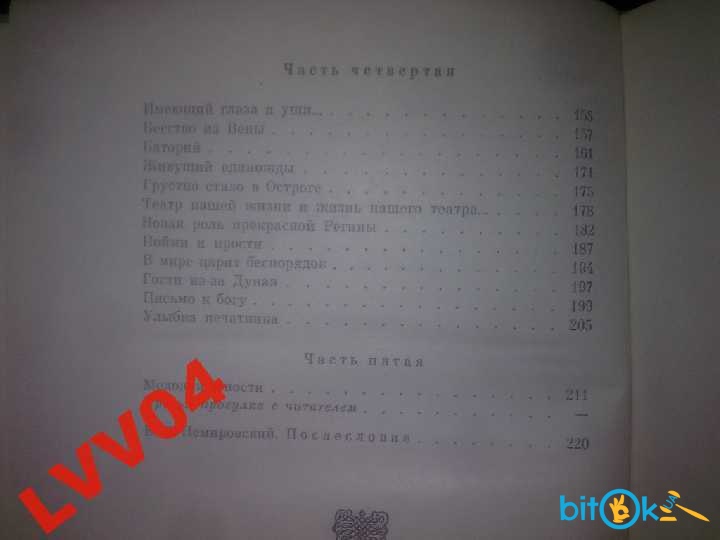 Часть четвертая
Имеющий глаза и уши... 153
Бегство из Вены 157
Баторий 161
Живущий единожды 171
Грустно стало в Остроге 175
Театр нашей жизни и жизнь нашего театра 178
Новая роль прекрасной Регины 182
Войны и прости 187
В мире царит беспорядок 194
Гости из-за Дуная 197
Письмо к богу 199
Улыбка печатника 205
Часть пятая
211
прогулка с читателем —
Немировский. Послесловие 220
LVV04
bitOk UA